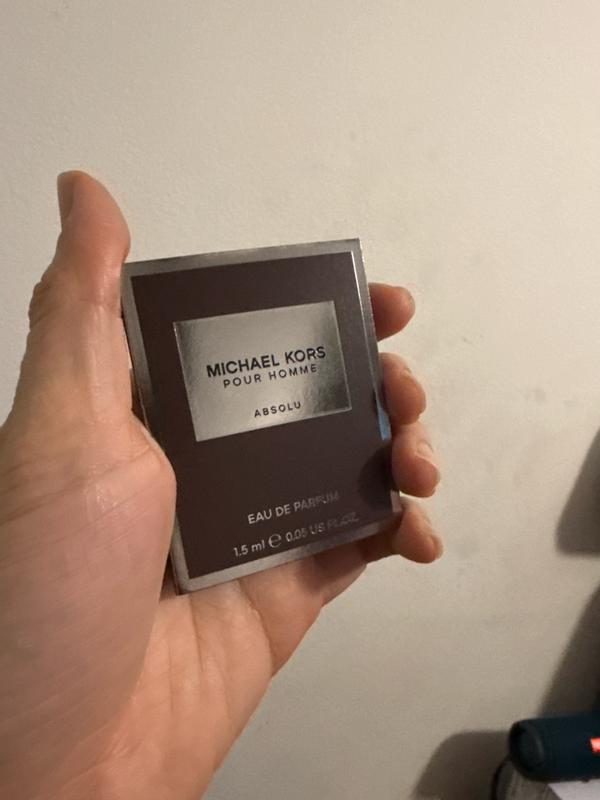 MICHAEL KORS
POUR HOMME
ABSOLU
EAU DE PARFUM
1.5 ml ℮ 0.05 US FL.OZ.